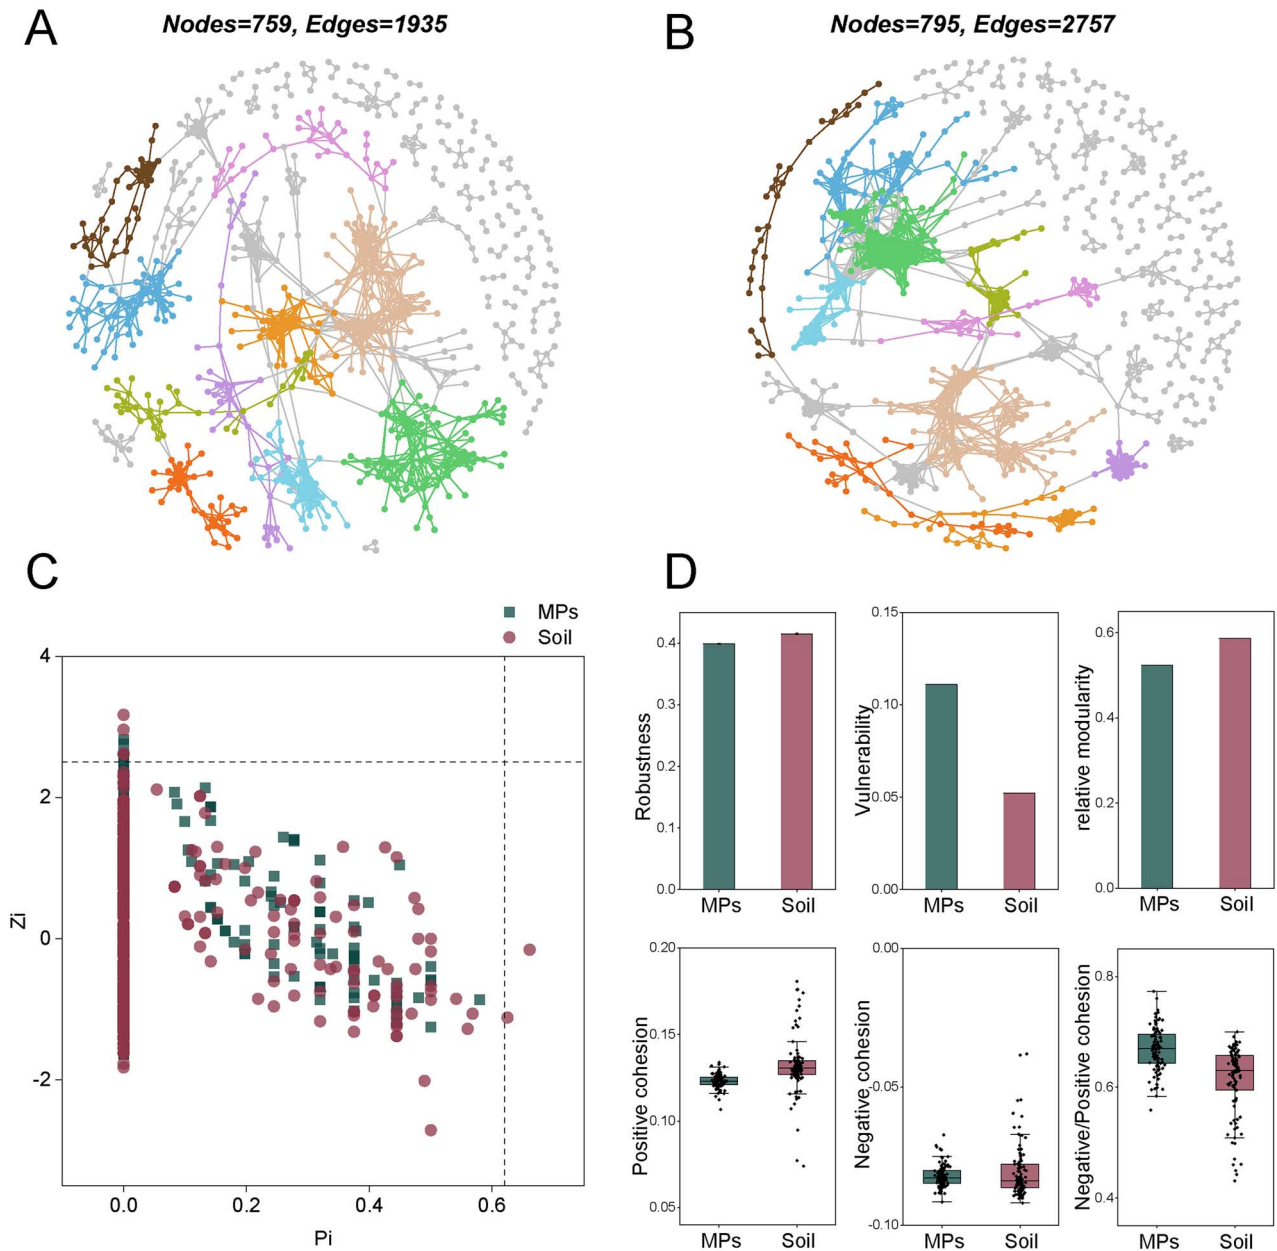 A
Nodes=759, Edges=1935
B
Nodes=795, Edges=2757
C
MPs
Soil
4
2
0
-2
Zi
0.0
0.2
0.4
0.6
Pi
D
0.4
0.3
0.2
0.1
0.0
Robustness
MPs
Soil
0.15
0.10
0.05
0.00
Vulnerability
MPs
Soil
0.6
0.4
0.2
0.0
relative modularity
MPs
Soil
0.20
0.15
0.10
0.05
Positive cohesion
MPs
Soil
0.00
-0.05
-0.10
Negative cohesion
MPs
Soil
0.8
0.6
0.4
Negative/Positive cohesion
MPs
Soil